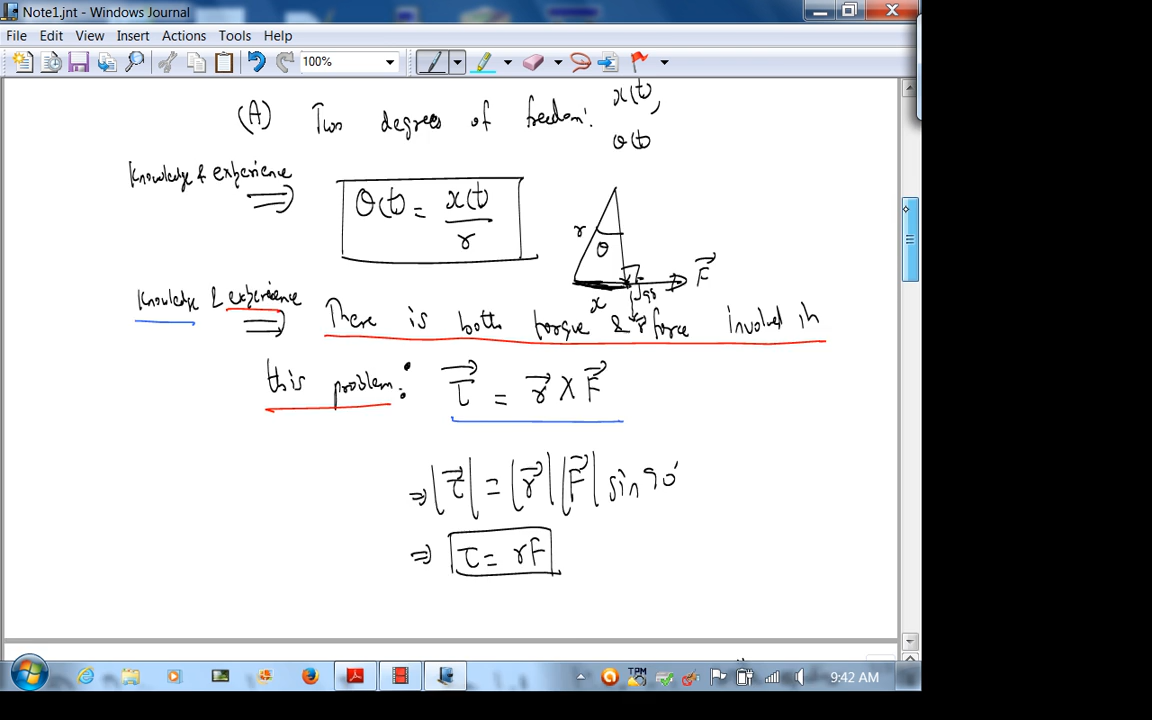 Note1.jnt - Windows Journal
File Edit View Insert Actions Tools Help
100%
(A) Two degrees of freedom: x(t),
θ(t)
Knowledge & experience
⇒
θ(t) = x(t)/r
r
θ
x
90
r
F⃗
Knowledge & experience
⇒ There is both torque & force involved in
this problem: τ⃗ = r⃗ × F⃗
⇒ |τ⃗| = |r⃗| |F⃗| sin 90°
⇒ τ = rF
9:42 AM